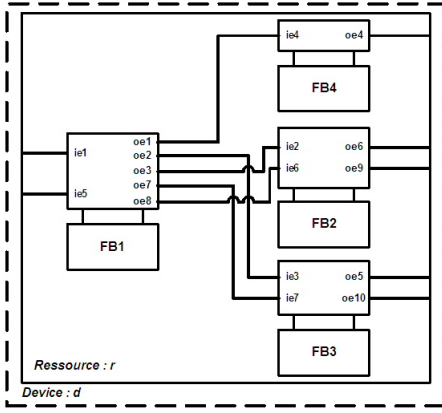 ie4 oe4
FB4
ie1
oe1
oe2
oe3
oe7
oe8
ie5
FB1
ie2 oe6
ie6 oe9
FB2
ie3 oe5
ie7 oe10
FB3
Ressource : r
Device : d